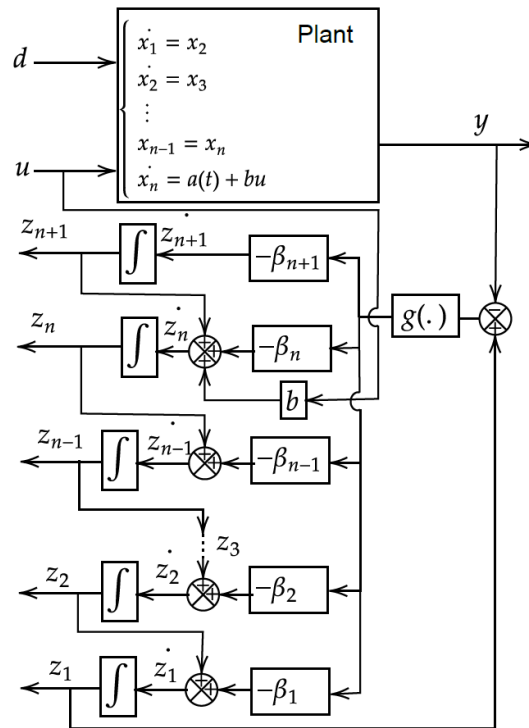 Plant
d
ẋ₁ = x₂
ẋ₂ = x₃
⋮
xₙ₋₁ = xₙ
ẋₙ = a(t) + bu
y
u
zₙ₊₁
∫
żₙ₊₁
−βₙ₊₁
g(.)
zₙ
∫
żₙ
−βₙ
b
zₙ₋₁
∫
żₙ₋₁
−βₙ₋₁
z₃
z₂
∫
ż₂
−β₂
z₁
∫
ż₁
−β₁